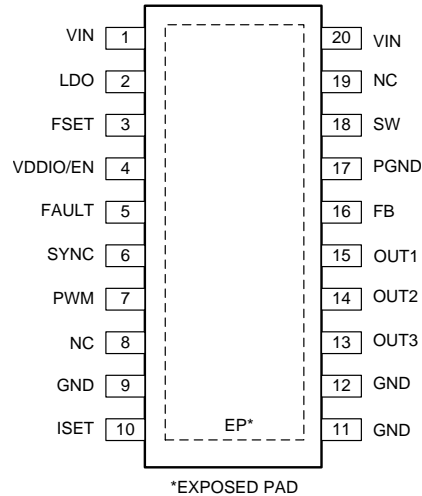 VIN 1 20 VIN
LDO 2 19 NC
FSET 3 18 SW
VDDIO/EN 4 17 PGND
FAULT 5 16 FB
SYNC 6 15 OUT1
PWM 7 14 OUT2
NC 8 13 OUT3
GND 9 12 GND
ISET 10 EP* 11 GND
*EXPOSED PAD